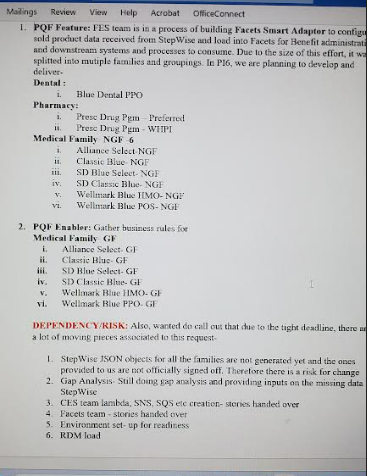 Mailings Review View Help Acrobat OfficeConnect
1. PQF Feature: FES team is in a process of building Facets Smart Adaptor to configu
sold product data received from StepWise and load into Facets for Benefit administrati
and downstream systems and processes to consume. Due to the size of this effort, it wa
splitted into mutiple families and groupings. In PI6, we are planning to develop and
deliver-
Dental :
i. Blue Dental PPO
Pharmacy:
i. Presc Drug Pgm - Preferred
ii. Presc Drug Pgm - WHPI
Medical Family NGF 6
i. Alliance Select-NGF
ii. Classic Blue- NGF
iii. SD Blue Select- NGF
iv. SD Classic Blue- NGF
v. Wellmark Blue HMO- NGF
vi. Wellmark Blue POS- NGF
2. PQF Enabler: Gather business rules for
Medical Family GF
i. Alliance Select- GF
ii. Classic Blue- GF
iii. SD Blue Select- GF
iv. SD Classic Blue- GF
v. Wellmark Blue HMO- GF
vi. Wellmark Blue PPO- GF
DEPENDENCY/RISK: Also, wanted do call out that due to the tight deadline, there ar
a lot of moving pieces associated to this request-
1. StepWise JSON objects for all the families are not generated yet and the ones
provided to us are not officially signed off. Therefore there is a risk for change
2. Gap Analysis- Still doing gap analysis and providing inputs on the missing data
StepWise
3. CES team lambda, SNS, SQS etc creation- stories handed over
4. Facets team - stories handed over
5. Environment set- up for readiness
6. RDM load